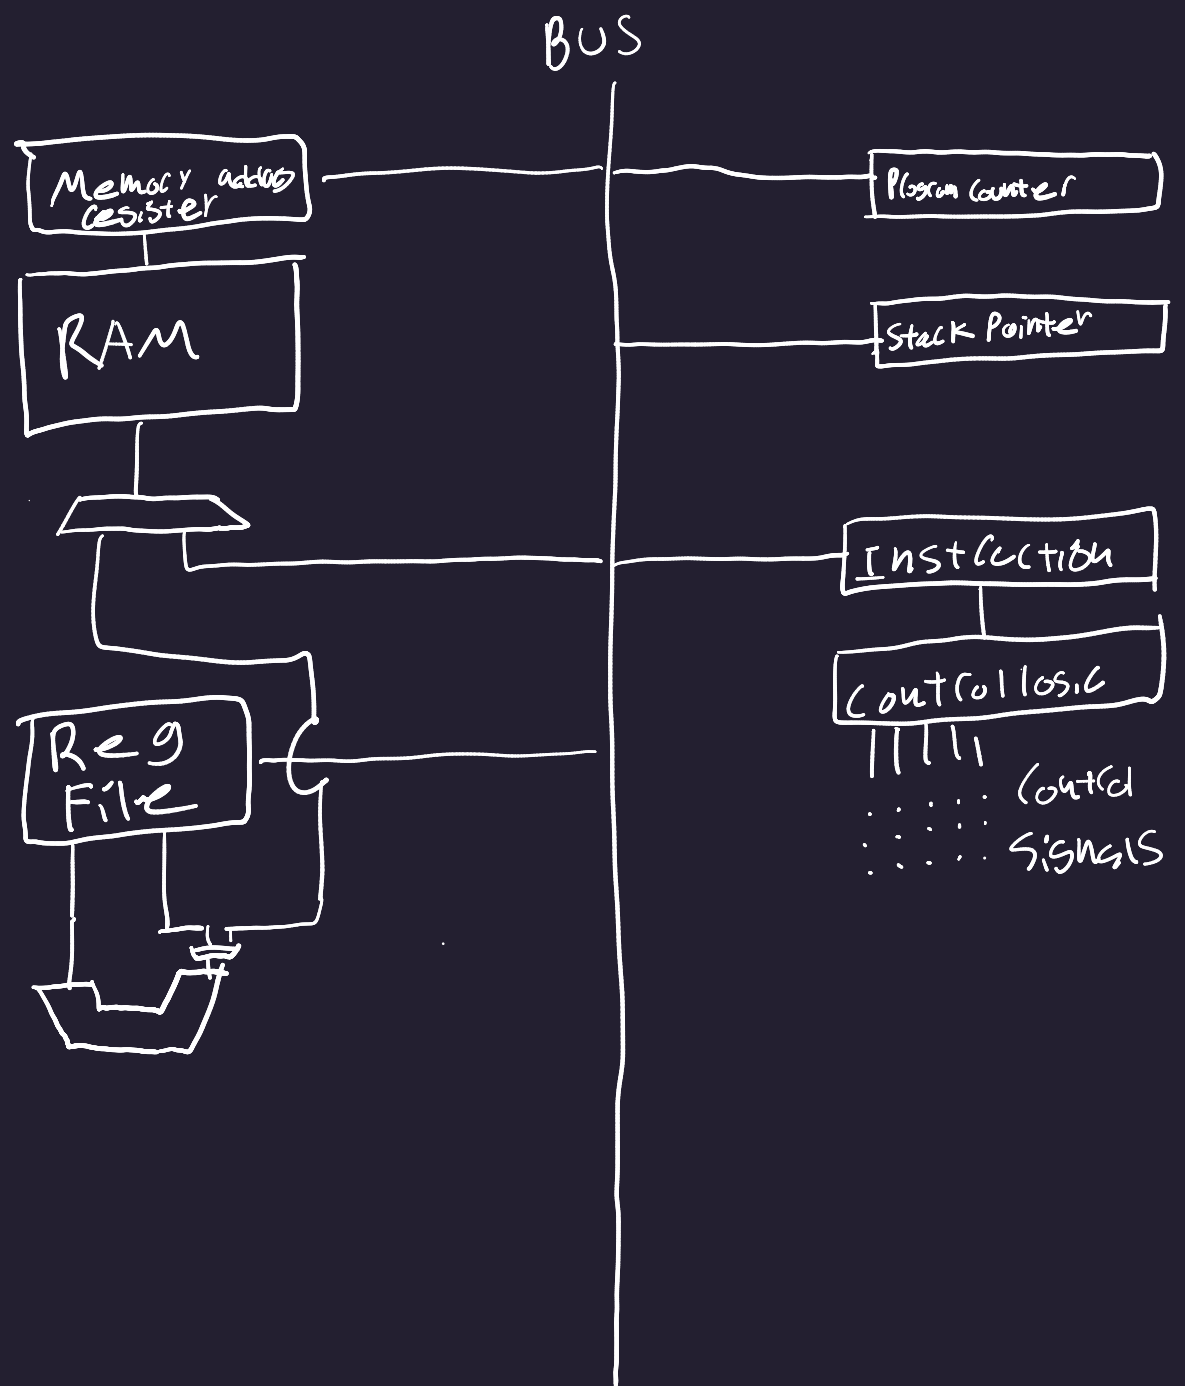 BUS
Memory address
register
Program Counter
RAM
Stack Pointer
Instruction
Control logic
Reg
File
Control
Signals